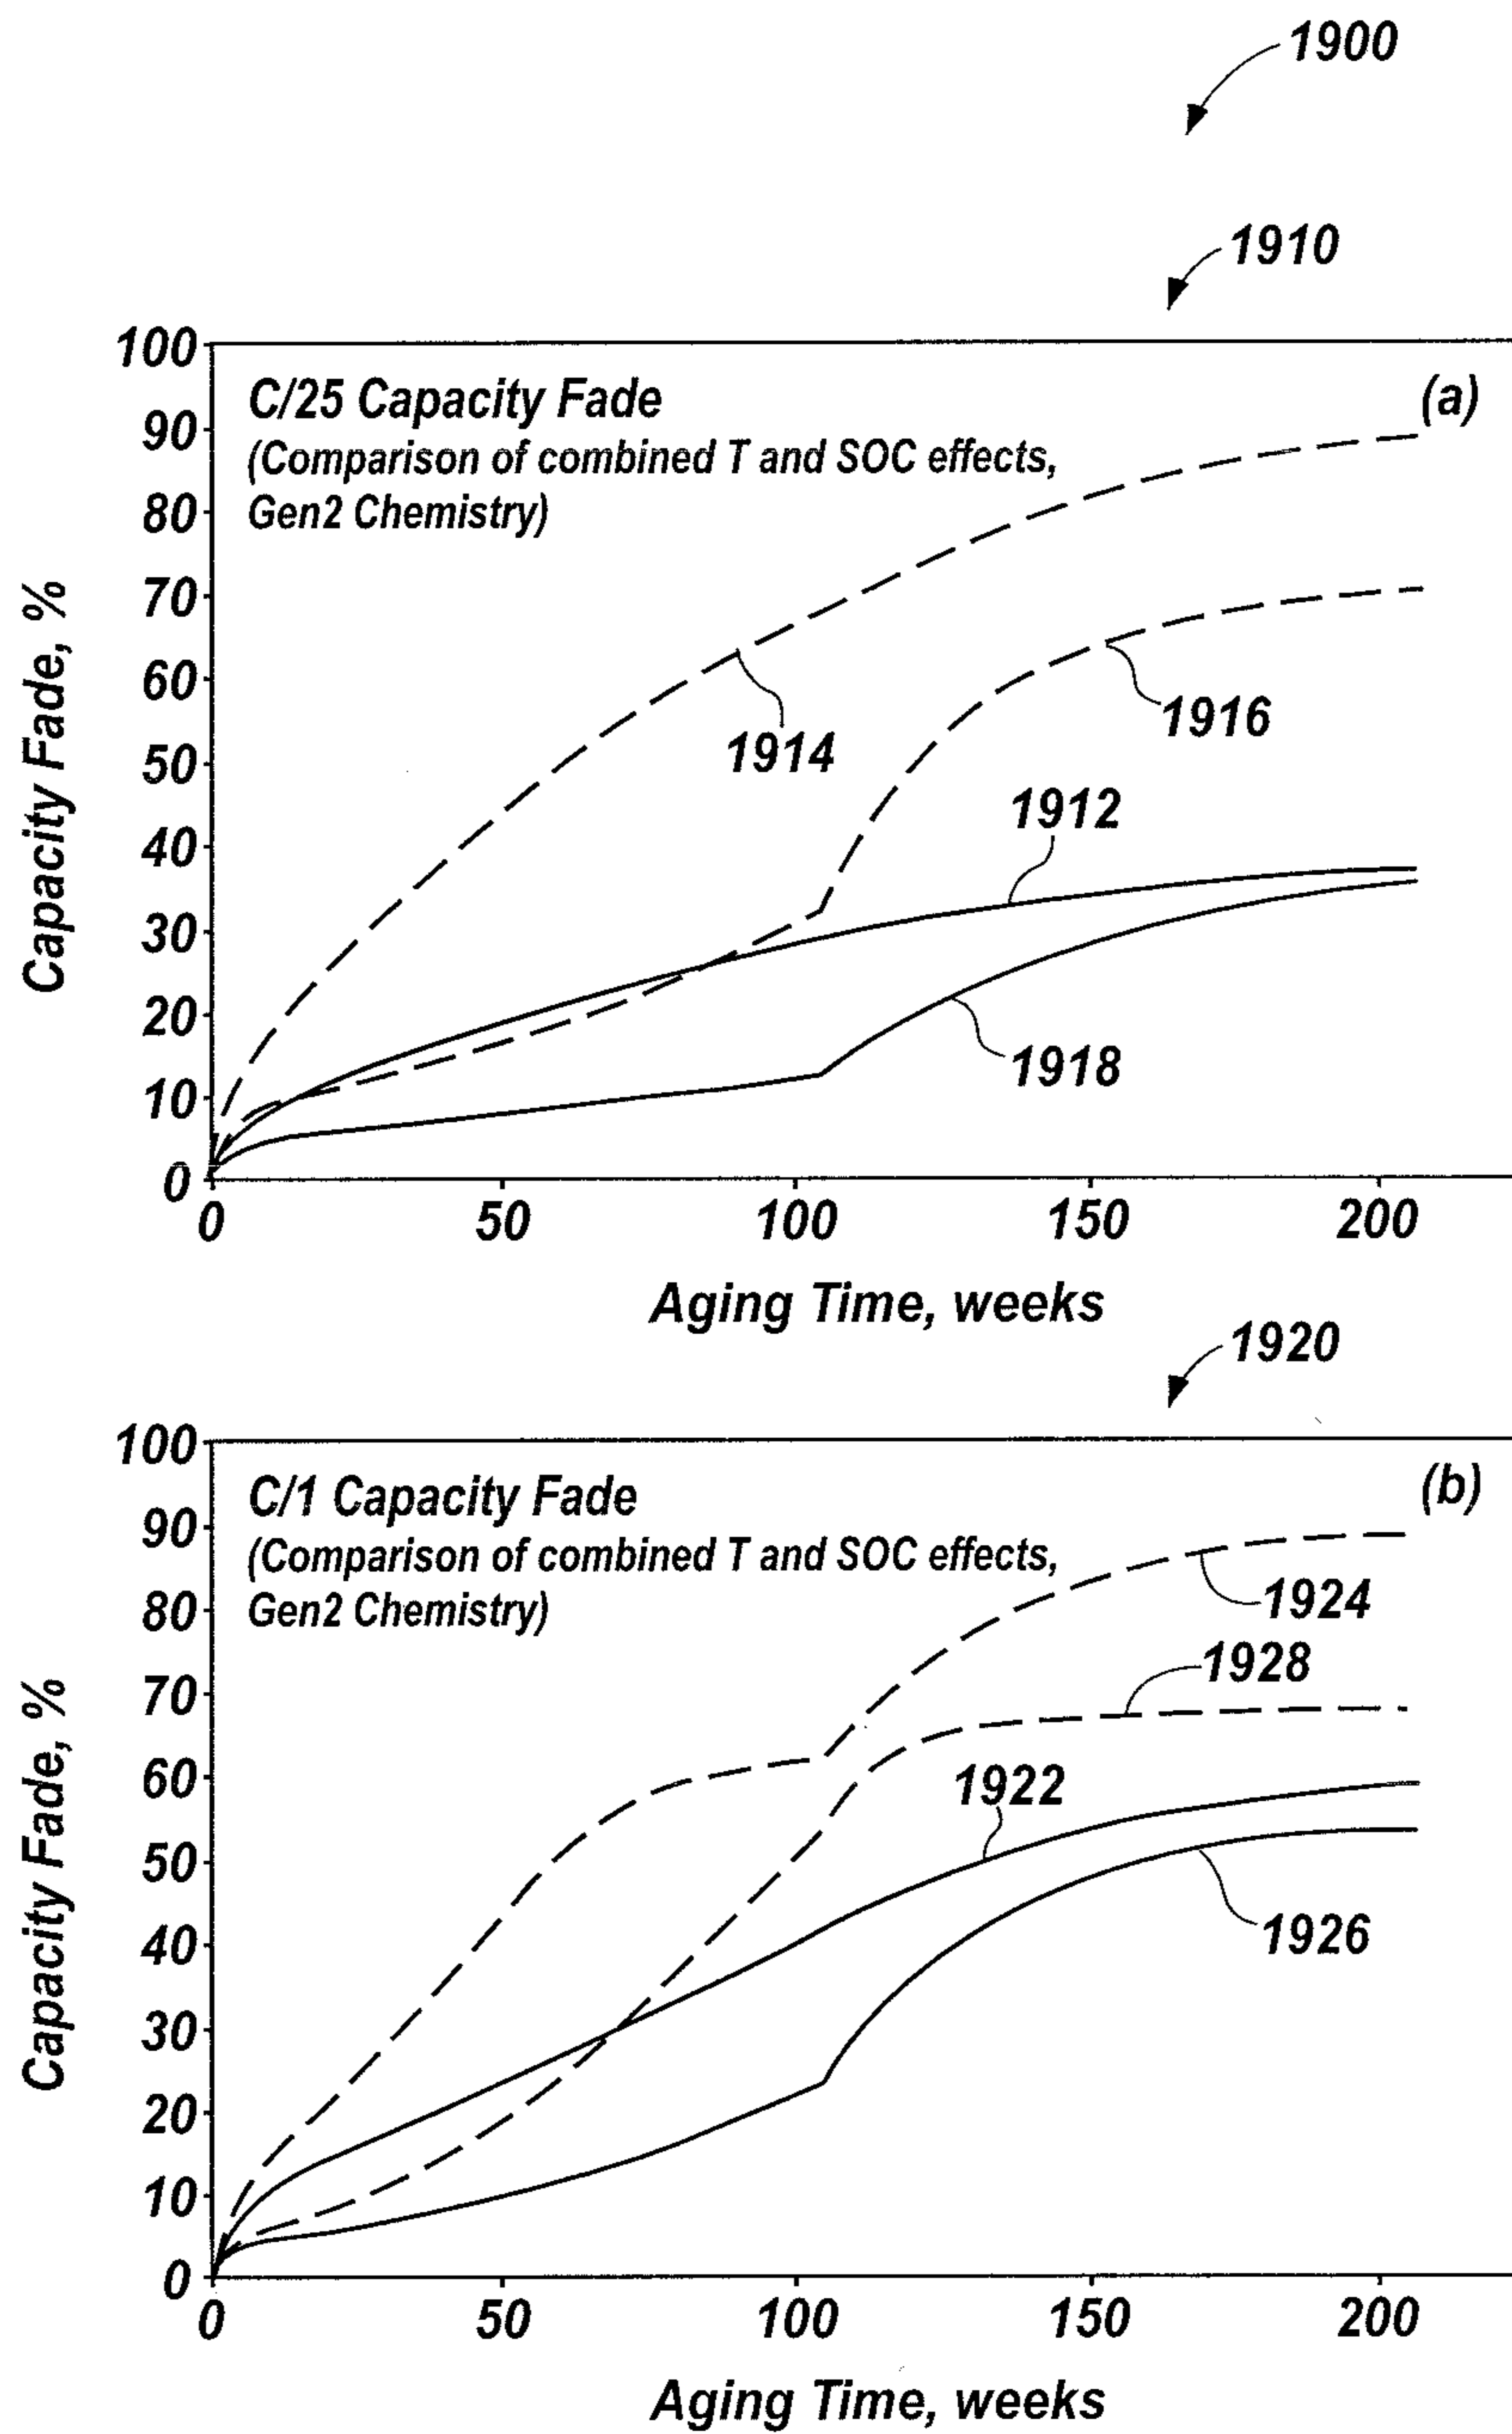 1900
1910
100
90
80
70
60
50
40
30
20
10
0
Capacity Fade, %
C/25 Capacity Fade
(Comparison of combined T and SOC effects,
Gen2 Chemistry)
(a)
1914
1916
1912
1918
0 50 100 150 200
Aging Time, weeks
1920
100
90
80
70
60
50
40
30
20
10
0
Capacity Fade, %
C/1 Capacity Fade
(Comparison of combined T and SOC effects,
Gen2 Chemistry)
(b)
1924
1928
1922
1926
0 50 100 150 200
Aging Time, weeks